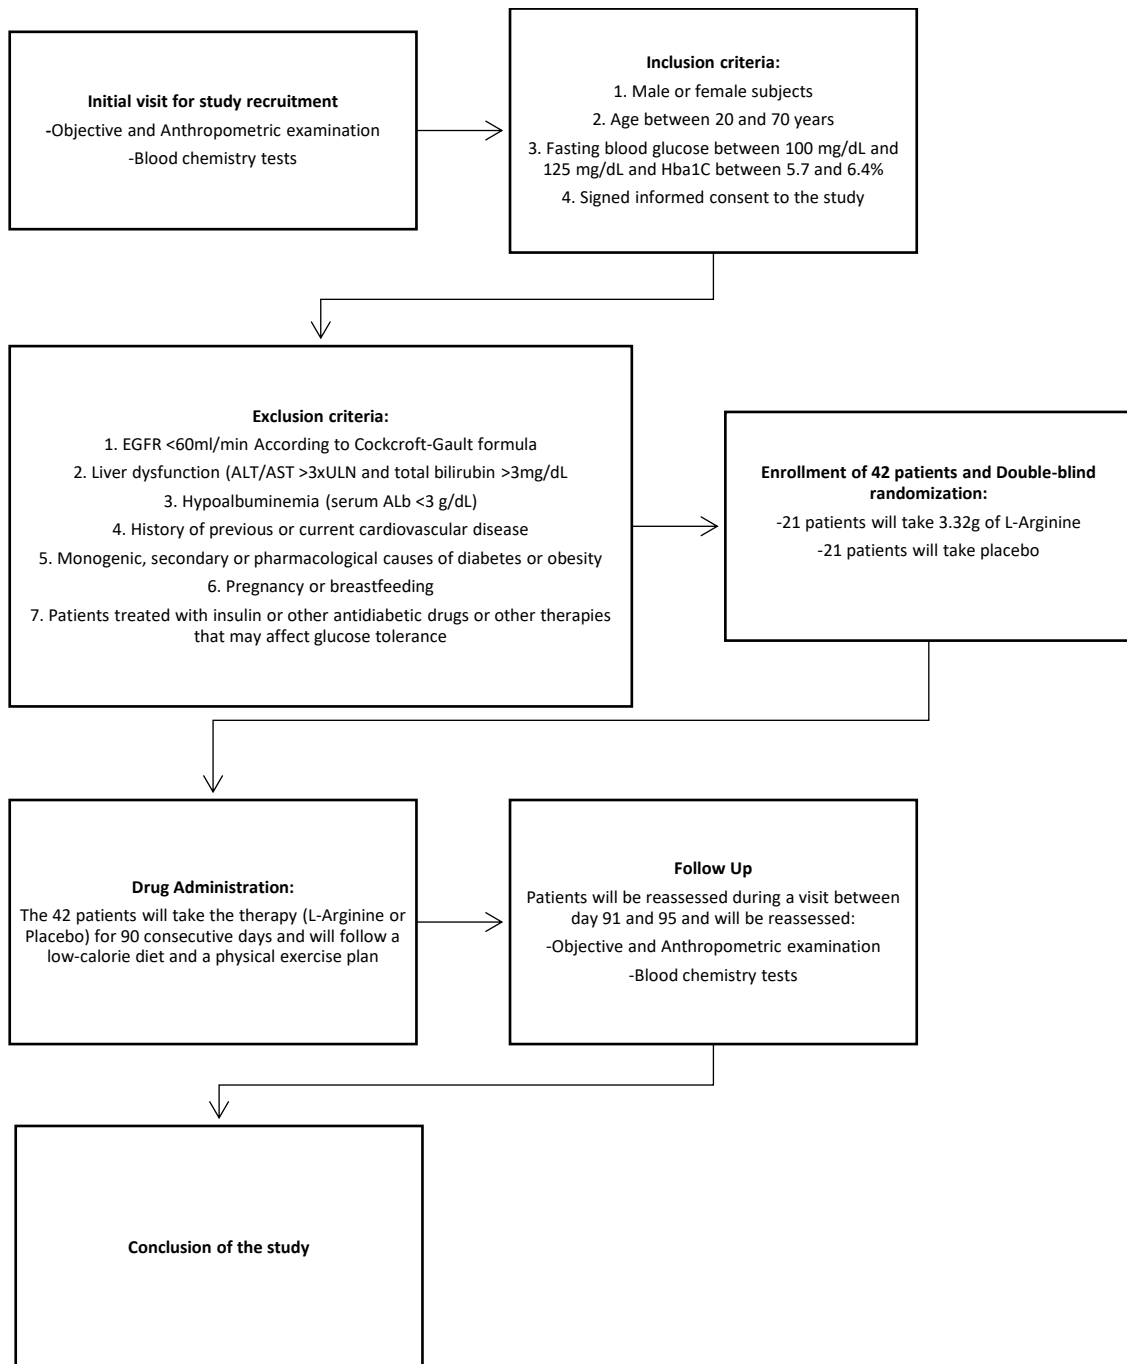 Initial visit for study recruitment
-Objective and Anthropometric examination
-Blood chemistry tests
Inclusion criteria:
1. Male or female subjects
2. Age between 20 and 70 years
3. Fasting blood glucose between 100 mg/dL and
125 mg/dL and Hba1C between 5.7 and 6.4%
4. Signed informed consent to the study
Exclusion criteria:
1. EGFR <60ml/min According to Cockcroft-Gault formula
2. Liver dysfunction (ALT/AST >3xULN and total bilirubin >3mg/dL
3. Hypoalbuminemia (serum ALb <3 g/dL)
4. History of previous or current cardiovascular disease
5. Monogenic, secondary or pharmacological causes of diabetes or obesity
6. Pregnancy or breastfeeding
7. Patients treated with insulin or other antidiabetic drugs or other therapies
that may affect glucose tolerance
Enrollment of 42 patients and Double-blind
randomization:
-21 patients will take 3.32g of L-Arginine
-21 patients will take placebo
Drug Administration:
The 42 patients will take the therapy (L-Arginine or
Placebo) for 90 consecutive days and will follow a
low-calorie diet and a physical exercise plan
Follow Up
Patients will be reassessed during a visit between
day 91 and 95 and will be reassessed:
-Objective and Anthropometric examination
-Blood chemistry tests
Conclusion of the study